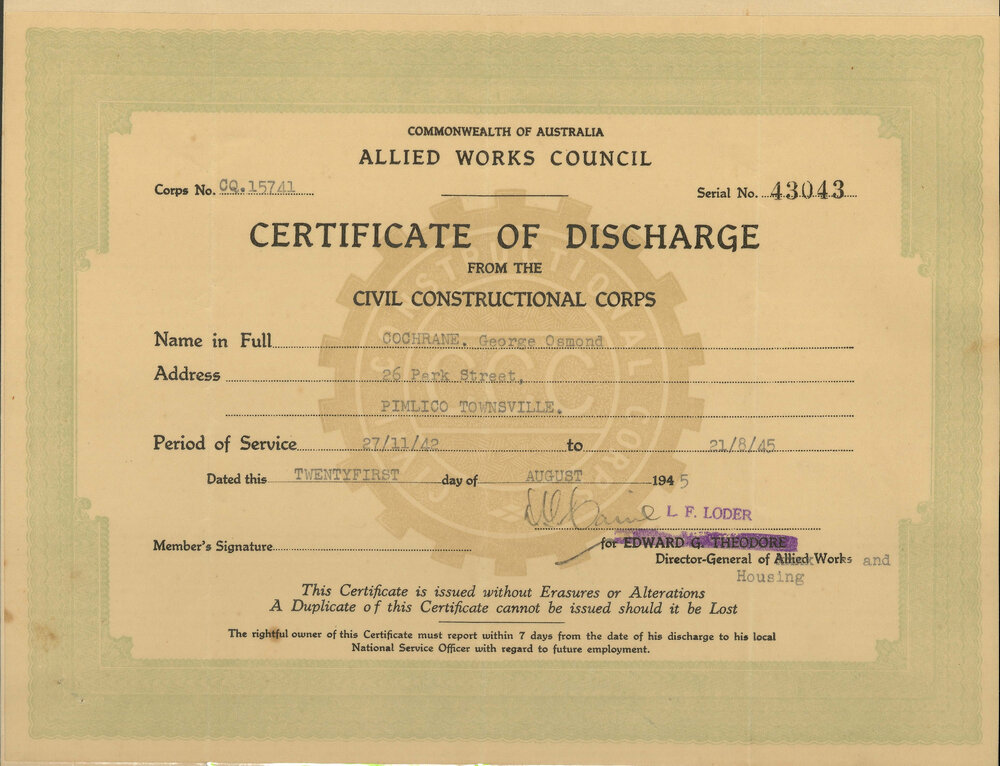 COMMONWEALTH OF AUSTRALIA
ALLIED WORKS COUNCIL
Corps No. CQ.15741 Serial No. 43043
CERTIFICATE OF DISCHARGE
FROM THE
CIVIL CONSTRUCTIONAL CORPS
Name in Full COCHRANE. George Osmond
Address 26 Park Street,
PIMLICO TOWNSVILLE.
Period of Service 27/11/42 to 21/8/45
Dated this TWENTYFIRST day of AUGUST 1945
L. F. LODER
Member's Signature
for EDWARD G. THEODORE
Director-General of Allied Works and
Housing
This Certificate is issued without Erasures or Alterations
A Duplicate of this Certificate cannot be issued should it be Lost
The rightful owner of this Certificate must report within 7 days from the date of his discharge to his local
National Service Officer with regard to future employment.
CIVIL CONSTRUCTIONAL CORPS
CCC